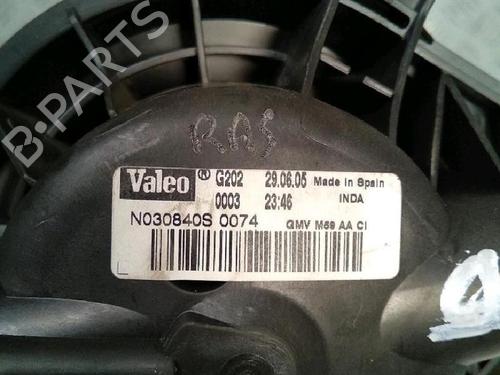 B-PARTS
RAS
Valeo ® G202 29.06.05 Made in Spain
0003 23:46 INDA
N030840S 0074 GMV M59 AA CI